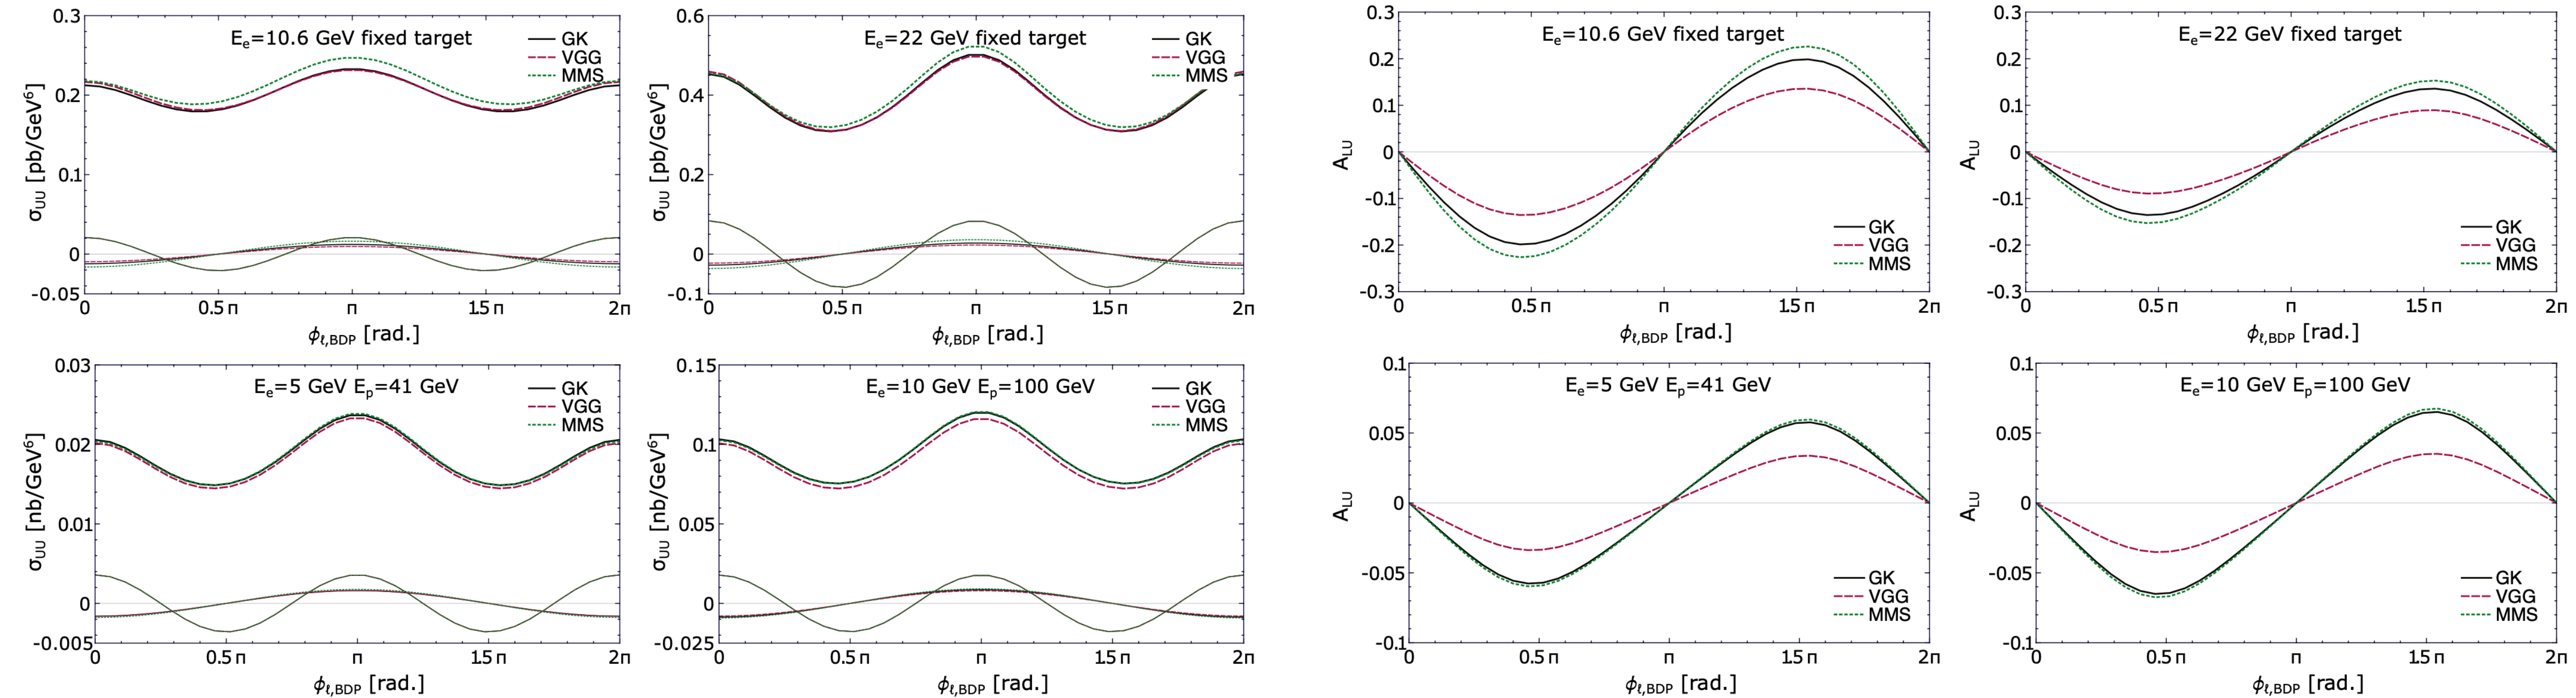 E_e=10.6 GeV fixed target
GK
VGG
MMS
0.3
0.2
0.1
0
-0.05
σ_UU [pb/GeV⁶]
0 0.5π π 1.5π 2π
ϕ_ℓ,BDP [rad.]
E_e=22 GeV fixed target
GK
VGG
MMS
0.6
0.4
0.2
0
-0.1
σ_UU [pb/GeV⁶]
0 0.5π π 1.5π 2π
ϕ_ℓ,BDP [rad.]
E_e=10.6 GeV fixed target
0.3
0.2
0.1
0
-0.1
-0.2
-0.3
A_LU
GK
VGG
MMS
0 0.5π π 1.5π 2π
ϕ_ℓ,BDP [rad.]
E_e=22 GeV fixed target
0.3
0.2
0.1
0
-0.1
-0.2
-0.3
A_LU
GK
VGG
MMS
0 0.5π π 1.5π 2π
ϕ_ℓ,BDP [rad.]
E_e=5 GeV E_p=41 GeV
GK
VGG
MMS
0.03
0.02
0.01
0
-0.005
σ_UU [nb/GeV⁶]
0 0.5π π 1.5π 2π
ϕ_ℓ,BDP [rad.]
E_e=10 GeV E_p=100 GeV
GK
VGG
MMS
0.15
0.1
0.05
0
-0.025
σ_UU [nb/GeV⁶]
0 0.5π π 1.5π 2π
ϕ_ℓ,BDP [rad.]
E_e=5 GeV E_p=41 GeV
0.1
0.05
0
-0.05
-0.1
A_LU
GK
VGG
MMS
0 0.5π π 1.5π 2π
ϕ_ℓ,BDP [rad.]
E_e=10 GeV E_p=100 GeV
0.1
0.05
0
-0.05
-0.1
A_LU
GK
VGG
MMS
0 0.5π π 1.5π 2π
ϕ_ℓ,BDP [rad.]